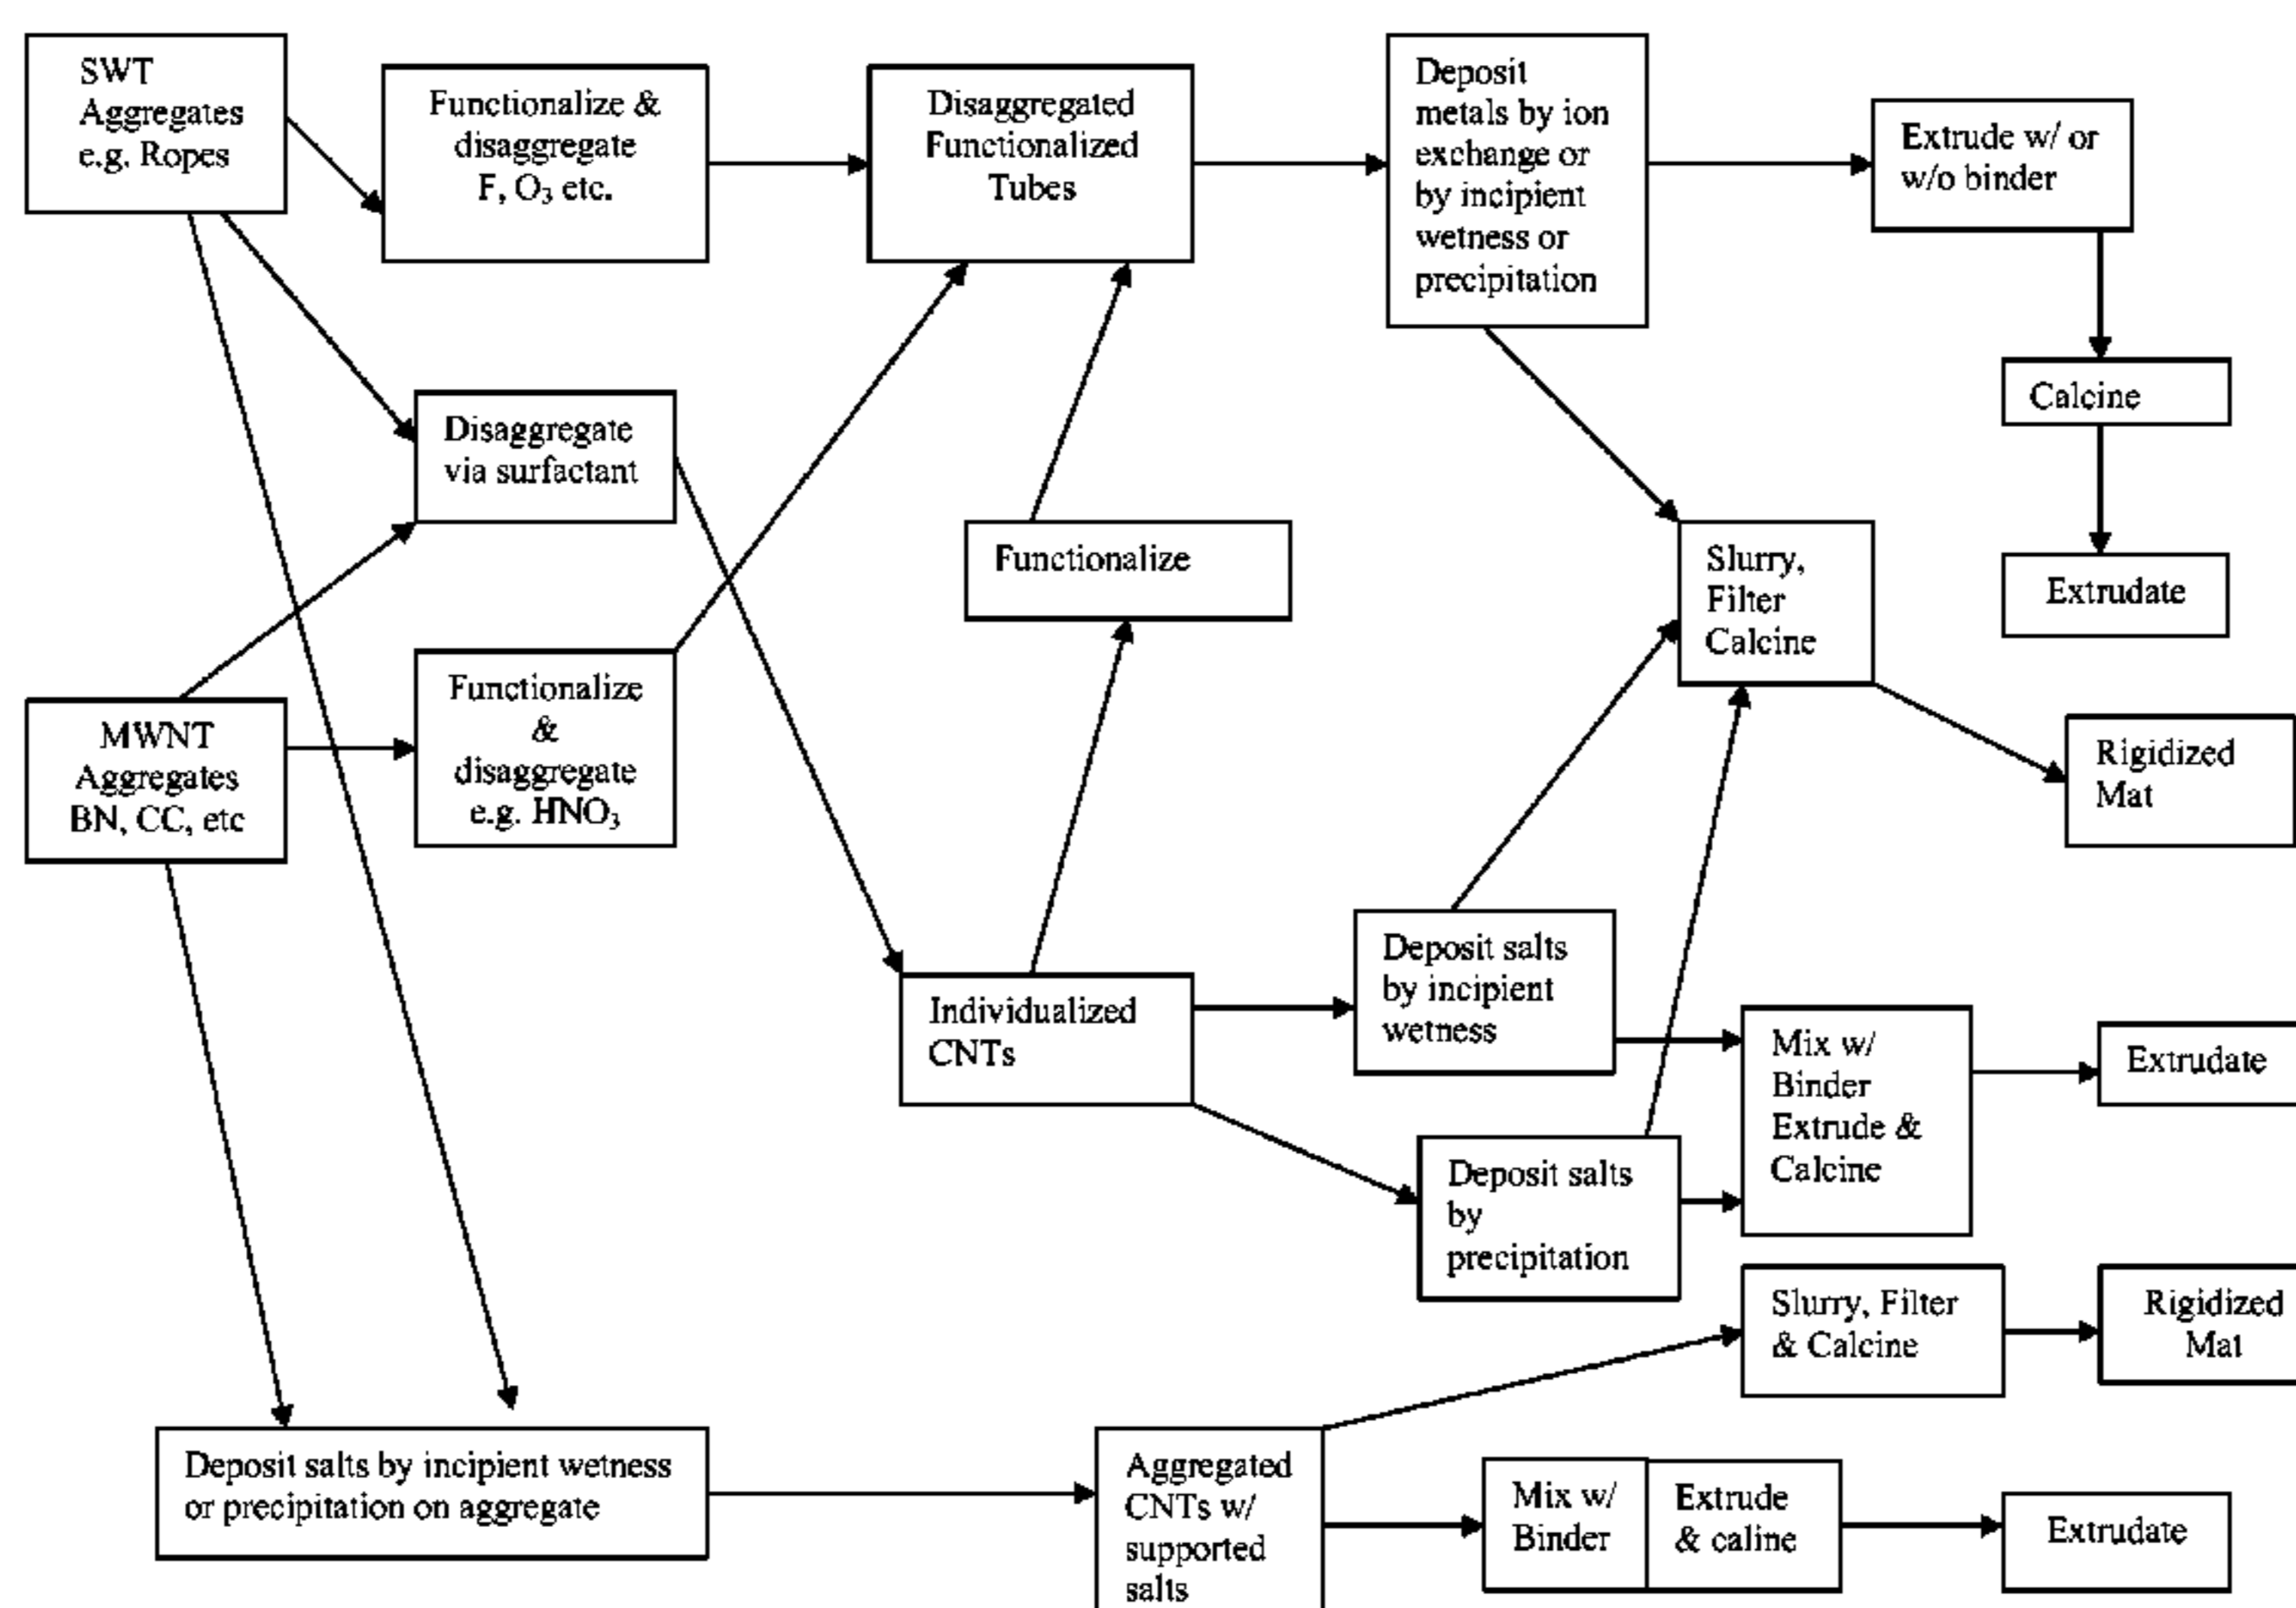 SWT
Aggregates
e.g. Ropes
Functionalize &
disaggregate
F, O₃ etc.
Disaggregated
Functionalized
Tubes
Deposit
metals by ion
exchange or
by incipient
wetness or
precipitation
Extrude w/ or
w/o binder
Calcine
Extrudate
Disaggregate
via surfactant
Functionalize
Slurry,
Filter
Calcine
MWNT
Aggregates
BN, CC, etc
Functionalize
&
disaggregate
e.g. HNO₃
Rigidized
Mat
Individualized
CNTs
Deposit salts
by incipient
wetness
Mix w/
Binder
Extrude &
Calcine
Extrudate
Deposit salts
by
precipitation
Slurry, Filter
& Calcine
Rigidized
Mat
Deposit salts by incipient wetness
or precipitation on aggregate
Aggregated
CNTs w/
supported
salts
Mix w/
Binder
Extrude
& caline
Extrudate